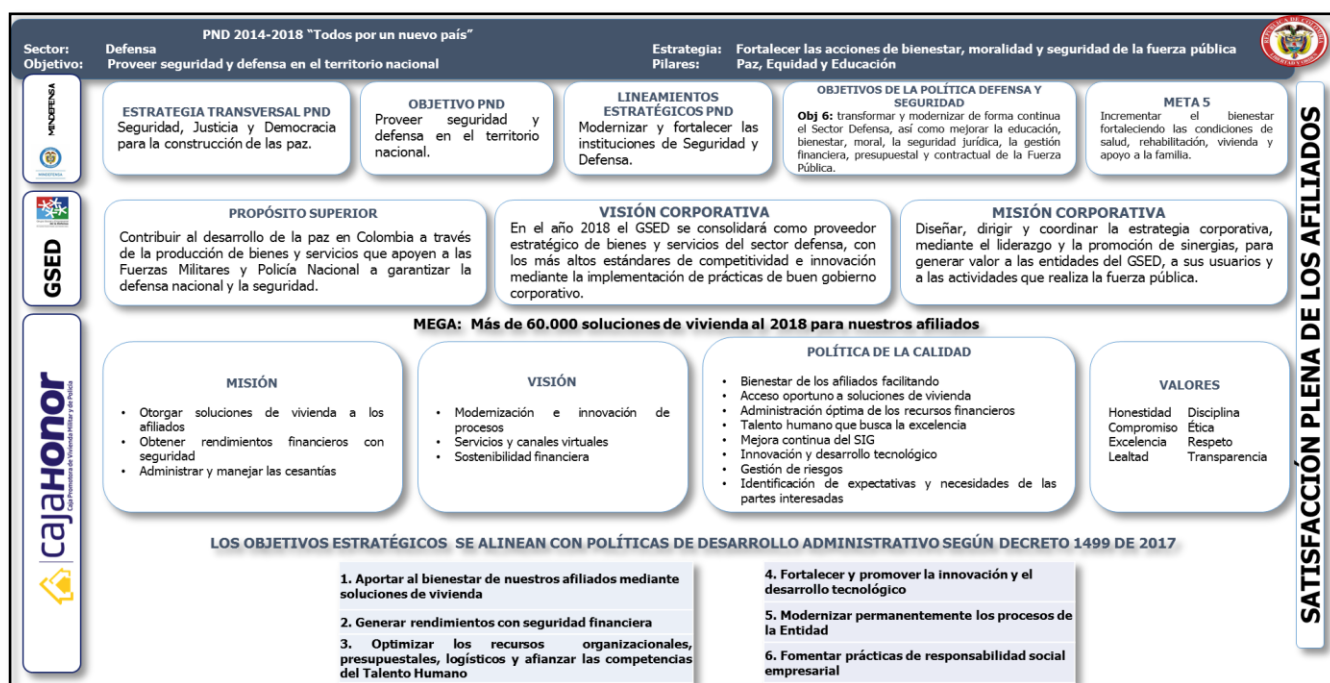 PND 2014-2018 “Todos por un nuevo país”
Sector: Defensa
Objetivo: Proveer seguridad y defensa en el territorio nacional
Estrategia: Fortalecer las acciones de bienestar, moralidad y seguridad de la fuerza pública
Pilares: Paz, Equidad y Educación
MINDEFENSA
ESTRATEGIA TRANSVERSAL PND
Seguridad, Justicia y Democracia
para la construcción de las paz.
OBJETIVO PND
Proveer seguridad y
defensa en el territorio
nacional.
LINEAMIENTOS
ESTRATÉGICOS PND
Modernizar y fortalecer las
instituciones de Seguridad y
Defensa.
OBJETIVOS DE LA POLÍTICA DEFENSA Y
SEGURIDAD
Obj 6: transformar y modernizar de forma continua
el Sector Defensa, así como mejorar la educación,
bienestar, moral, la seguridad jurídica, la gestión
financiera, presupuestal y contractual de la Fuerza
Pública.
META 5
Incrementar el bienestar
fortaleciendo las condiciones de
salud, rehabilitación, vivienda y
apoyo a la familia.
GSED
PROPÓSITO SUPERIOR
Contribuir al desarrollo de la paz en Colombia a través
de la producción de bienes y servicios que apoyen a las
Fuerzas Militares y Policía Nacional a garantizar la
defensa nacional y la seguridad.
VISIÓN CORPORATIVA
En el año 2018 el GSED se consolidará como proveedor
estratégico de bienes y servicios del sector defensa, con
los más altos estándares de competitividad e innovación
mediante la implementación de prácticas de buen gobierno
corporativo.
MISIÓN CORPORATIVA
Diseñar, dirigir y coordinar la estrategia corporativa,
mediante el liderazgo y la promoción de sinergias, para
generar valor a las entidades del GSED, a sus usuarios y
a las actividades que realiza la fuerza pública.
MEGA: Más de 60.000 soluciones de vivienda al 2018 para nuestros afiliados
CajaHonor
Caja Promotora de Vivienda Militar y de Policía
MISIÓN
• Otorgar soluciones de vivienda a los
afiliados
• Obtener rendimientos financieros con
seguridad
• Administrar y manejar las cesantías
VISIÓN
• Modernización e innovación de
procesos
• Servicios y canales virtuales
• Sostenibilidad financiera
POLÍTICA DE LA CALIDAD
• Bienestar de los afiliados facilitando
• Acceso oportuno a soluciones de vivienda
• Administración óptima de los recursos financieros
• Talento humano que busca la excelencia
• Mejora continua del SIG
• Innovación y desarrollo tecnológico
• Gestión de riesgos
• Identificación de expectativas y necesidades de las
partes interesadas
VALORES
Honestidad Disciplina
Compromiso Ética
Excelencia Respeto
Lealtad Transparencia
SATISFACCIÓN PLENA DE LOS AFILIADOS
LOS OBJETIVOS ESTRATÉGICOS SE ALINEAN CON POLÍTICAS DE DESARROLLO ADMINISTRATIVO SEGÚN DECRETO 1499 DE 2017
1. Aportar al bienestar de nuestros afiliados mediante
soluciones de vivienda
2. Generar rendimientos con seguridad financiera
3. Optimizar los recursos organizacionales,
presupuestales, logísticos y afianzar las competencias
del Talento Humano
4. Fortalecer y promover la innovación y el
desarrollo tecnológico
5. Modernizar permanentemente los procesos de
la Entidad
6. Fomentar prácticas de responsabilidad social
empresarial